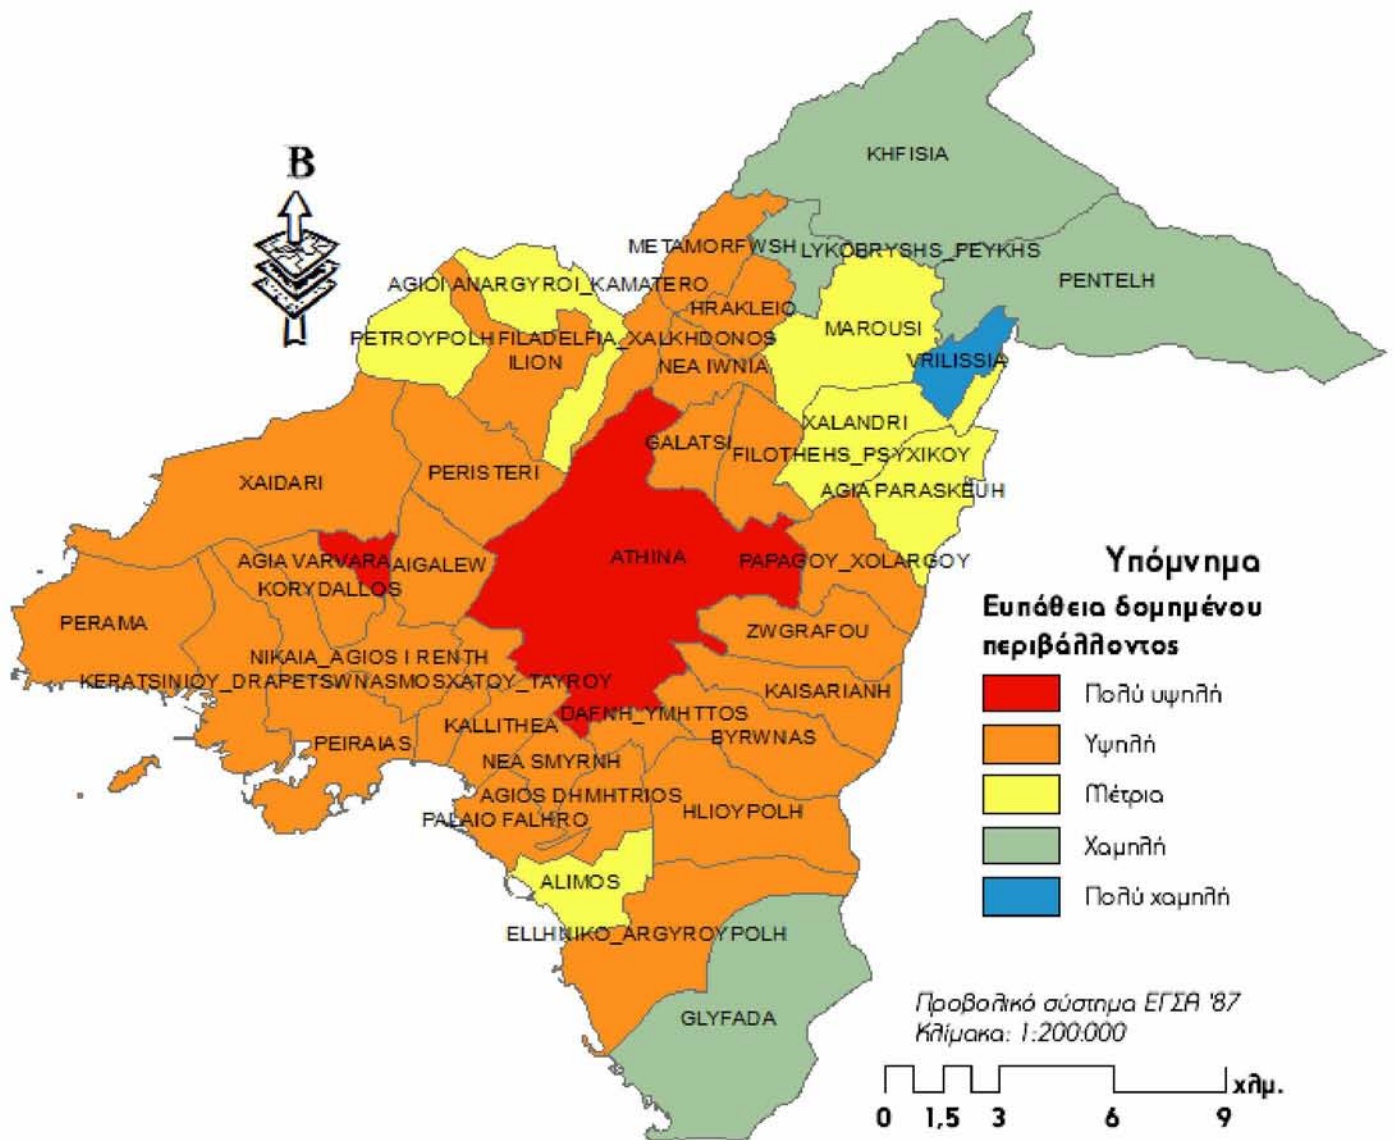 KHFISIA
B
METAMORFWSH
LYKOBRYSHS_PEYKHS
PENTELH
AGIOI ANARGYROI_KAMATERO
HRAKLEIO
MAROUSI
PETROYPOLH
FILADELFIA_XALKHDONOS
ILION
NEA IWNIA
VRILISSIA
XALANDRI
GALATSI
FILOTHEHS_PSYXIKOY
PERISTERI
XAIDARI
AGIA PARASKEUH
AGIA VARVARA
AIGALEW
ATHINA
PAPAGOY_XOLARGOY
KORYDALLOS
PERAMA
ZWGRAFOU
NIKAIA_AGIOS I RENTH
KERATSINIOY_DRAPETSWNAS
MOSXATOY_TAYROY
KAISARIANH
DAFNH_YMHTTOS
KALLITHEA
PEIRAIAS
BYRWNAS
NEA SMYRNH
AGIOS DHMHTRIOS
PALAIO FALHRO
HLIOYPOLH
ALIMOS
ELLHNIKO_ARGYROYPOLH
GLYFADA
Υπόμνημα
Ευπάθεια δομημένου
περιβάλλοντος
Πολύ υψηλή
Υψηλή
Μέτρια
Χαμηλή
Πολύ χαμηλή
Προβολικό σύστημα ΕΓΣΑ '87
Κλίμακα: 1:200.000
χλμ.
0 1,5 3 6 9